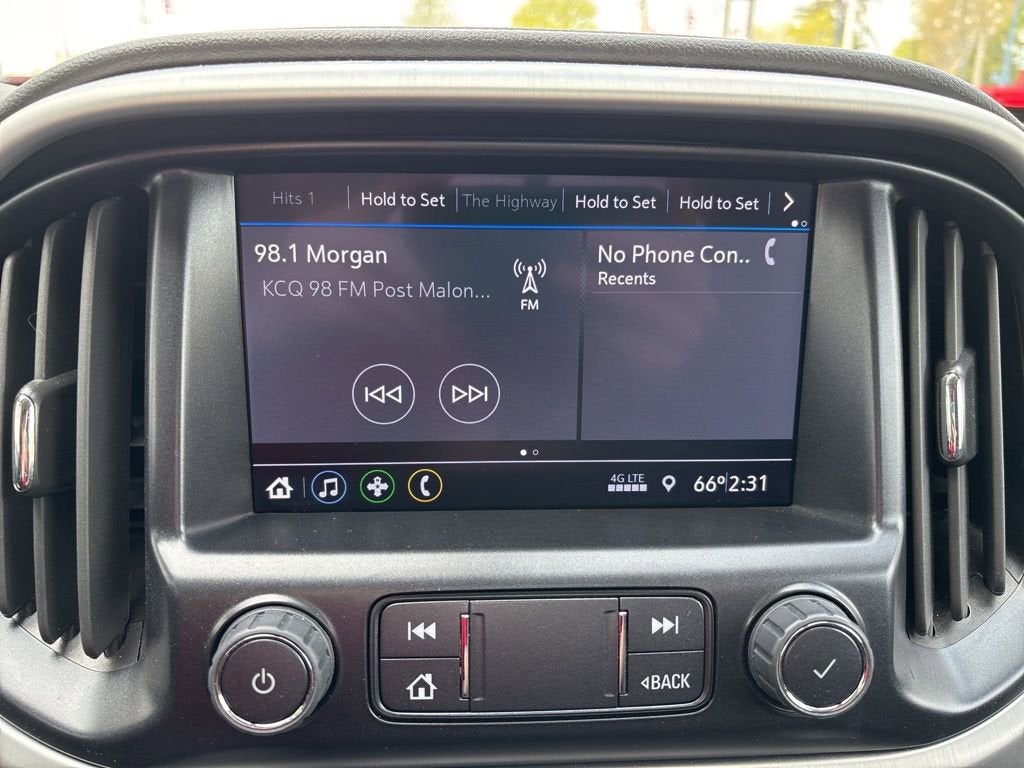 Hits 1 Hold to Set The Highway Hold to Set Hold to Set
98.1 Morgan
KCQ 98 FM Post Malon...
FM
No Phone Con..
Recents
4G LTE
66° 2:31
BACK